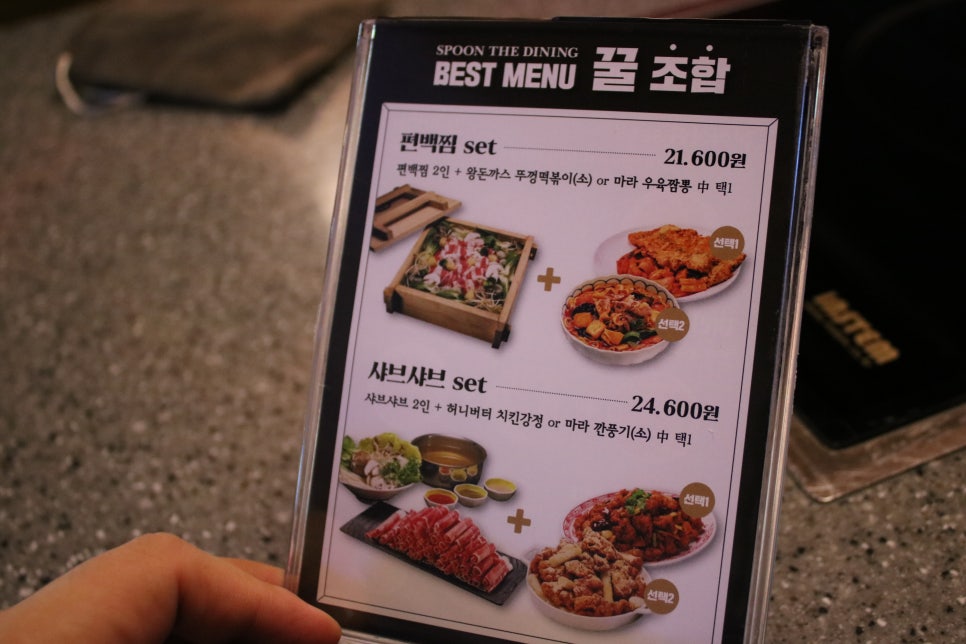 SPOON THE DINING
BEST MENU 꿀 조합
편백찜 set 21.600원
편백찜 2인 + 왕돈까스 뚜껑떡볶이(소) or 마라 우육짬뽕 中 택1
선택1
+
선택2
샤브샤브 set 24.600원
샤브샤브 2인 + 허니버터 치킨강정 or 마라 깐풍기(소) 中 택1
선택1
+
선택2